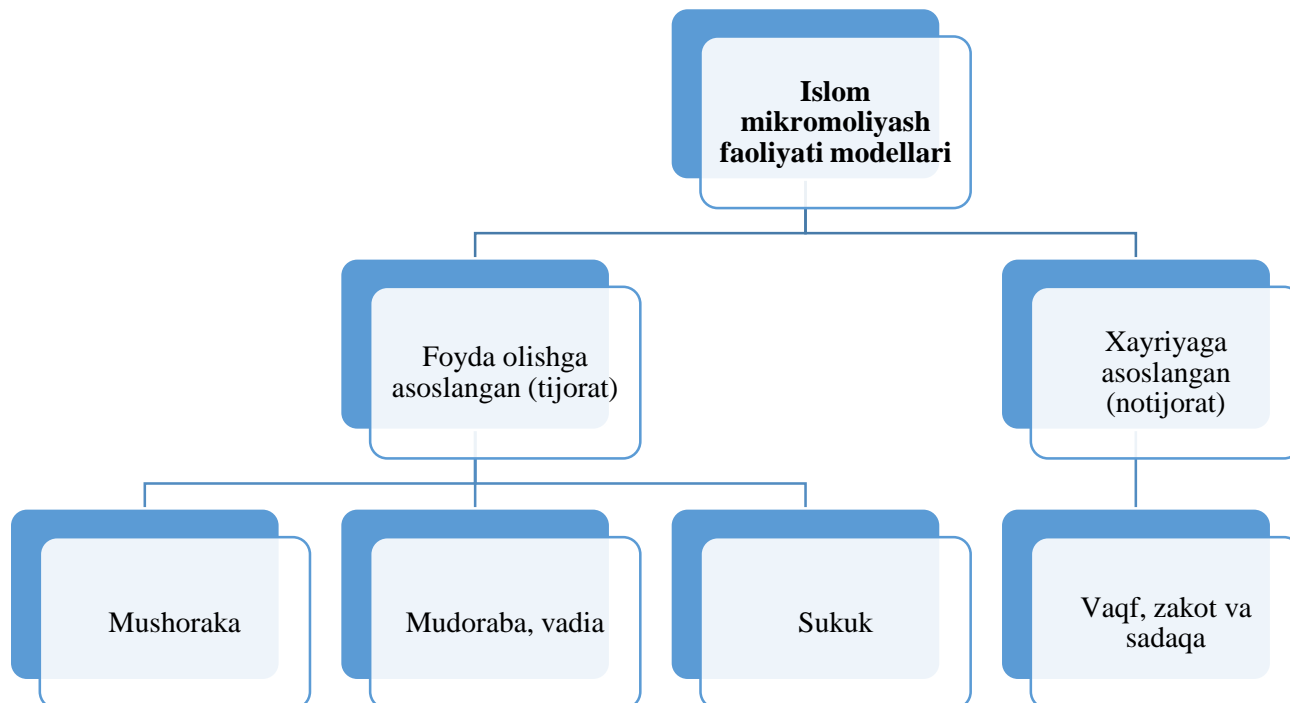 Islom
mikromoliyash
faoliyati modellari
Foyda olishga
asoslangan (tijorat)
Xayriyaga
asoslangan
(notijorat)
Mushoraka
Mudoraba, vadia
Sukuk
Vaqf, zakot va
sadaqa